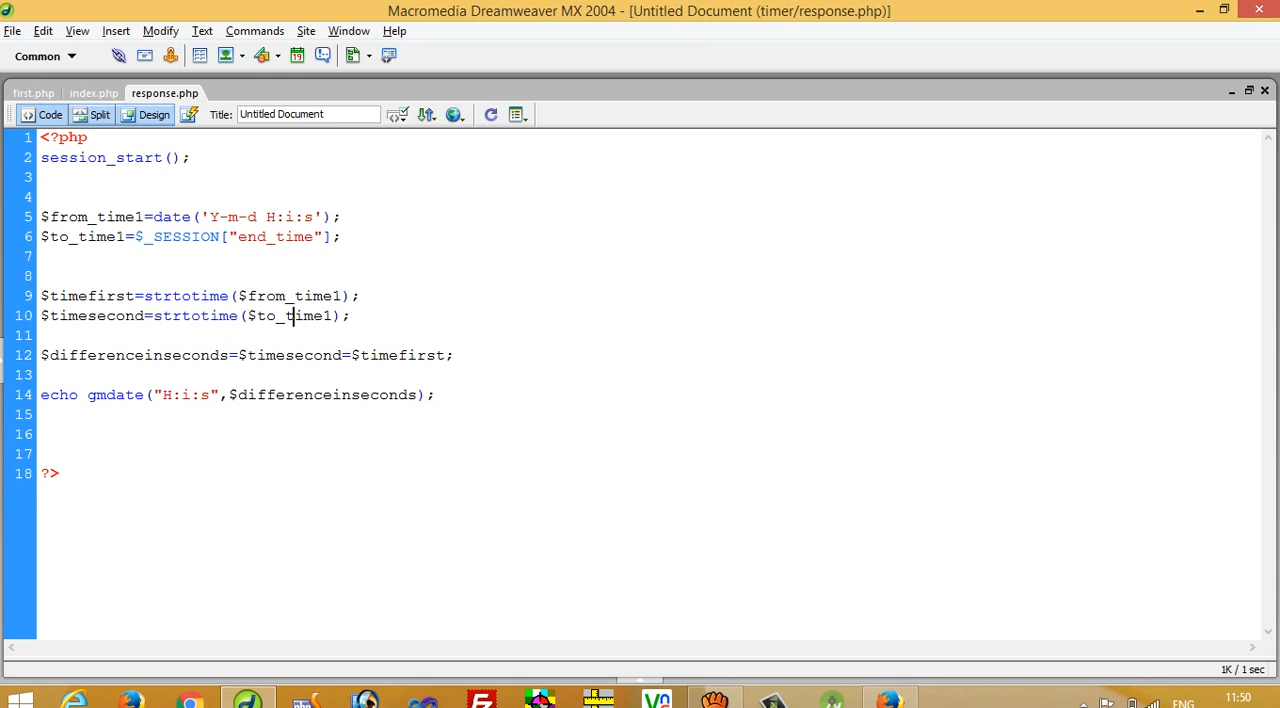 Macromedia Dreamweaver MX 2004 - [Untitled Document (timer/response.php)]
File Edit View Insert Modify Text Commands Site Window Help
Common
first.php index.php response.php
Code Split Design Title: Untitled Document
1 <?php
2 session_start();
3
4
5 $from_time1=date('Y-m-d H:i:s');
6 $to_time1=$_SESSION["end_time"];
7
8
9 $timefirst=strtotime($from_time1);
10 $timesecond=strtotime($to_time1);
11
12 $differenceinseconds=$timesecond=$timefirst;
13
14 echo gmdate("H:i:s",$differenceinseconds);
15
16
17
18 ?>
1K / 1 sec
ENG 11:50